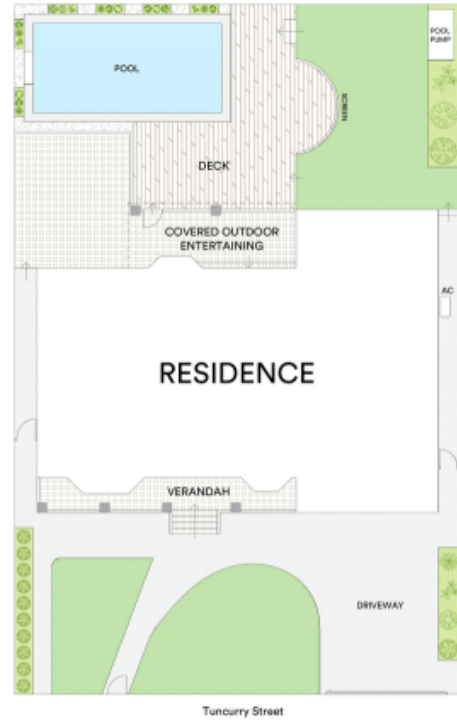 POOL
POOL
PUMP
SCREEN
DECK
COVERED OUTDOOR
ENTERTAINING
AC
RESIDENCE
VERANDAH
DRIVEWAY
Tuncurry Street